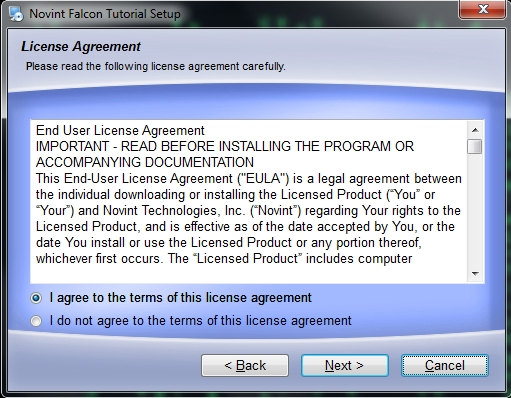 Novint Falcon Tutorial Setup
License Agreement
Please read the following license agreement carefully.
End User License Agreement
IMPORTANT - READ BEFORE INSTALLING THE PROGRAM OR
ACCOMPANYING DOCUMENTATION
This End-User License Agreement ("EULA") is a legal agreement between
the individual downloading or installing the Licensed Product (“You” or
“Your”) and Novint Technologies, Inc. (“Novint”) regarding Your rights to the
Licensed Product, and is effective as of the date accepted by You, or the
date You install or use the Licensed Product or any portion thereof,
whichever first occurs. The “Licensed Product” includes computer
I agree to the terms of this license agreement
I do not agree to the terms of this license agreement
< Back
Next >
Cancel